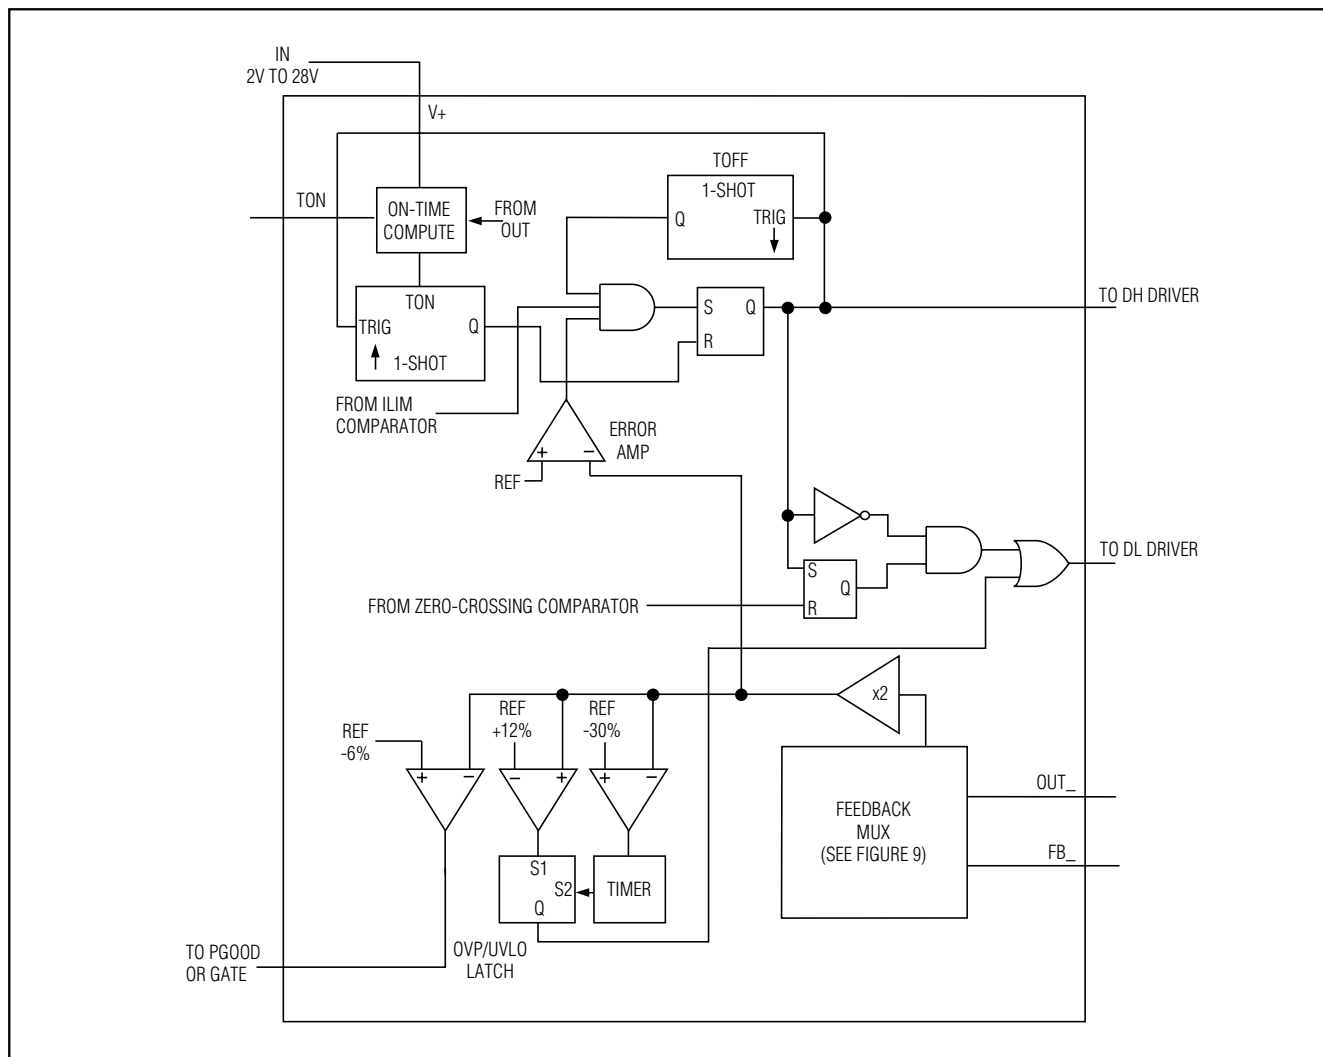 IN
2V TO 28V
V+
TOFF
1-SHOT
Q
TRIG
TON
ON-TIME
COMPUTE
FROM
OUT
TON
TRIG
Q
1-SHOT
S
Q
R
TO DH DRIVER
FROM ILIM
COMPARATOR
ERROR
AMP
+
–
REF
TO DL DRIVER
S
Q
R
FROM ZERO-CROSSING COMPARATOR
x2
REF
-6%
REF
+12%
REF
-30%
+
–
–
+
+
–
FEEDBACK
MUX
(SEE FIGURE 9)
OUT_
FB_
S1
S2
Q
TIMER
OVP/UVLO
LATCH
TO PGOOD
OR GATE